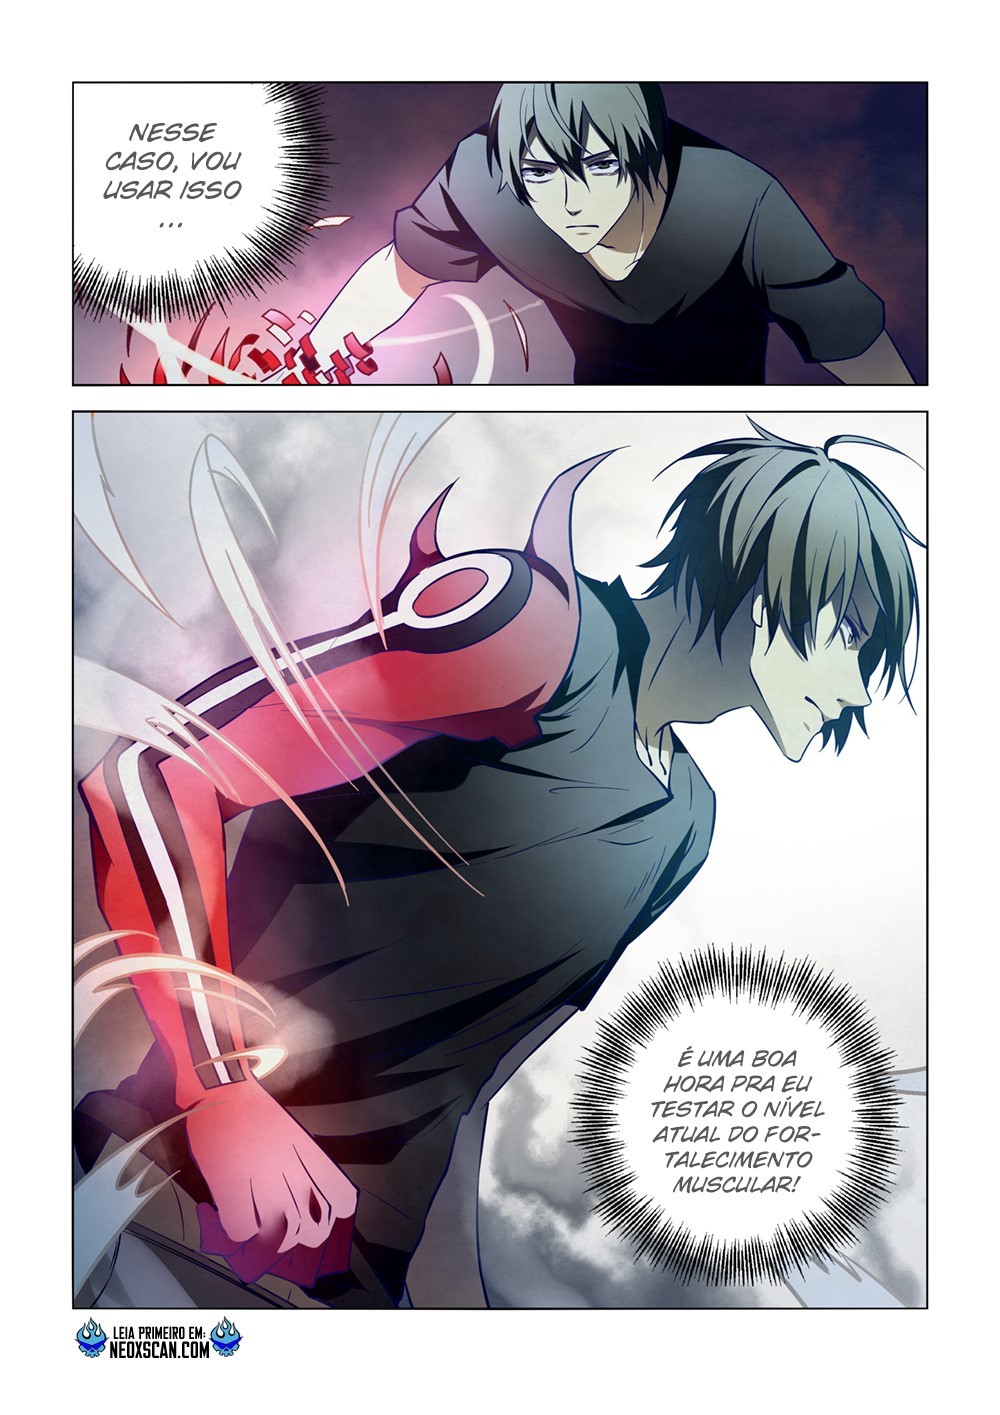 NESSE
CASO, VOU
USAR ISSO
...
É UMA BOA
HORA PRA EU
TESTAR O NÍVEL
ATUAL DO FOR-
TALECIMENTO
MUSCULAR!
LEIA PRIMEIRO EM:
NEOXSCAN.COM